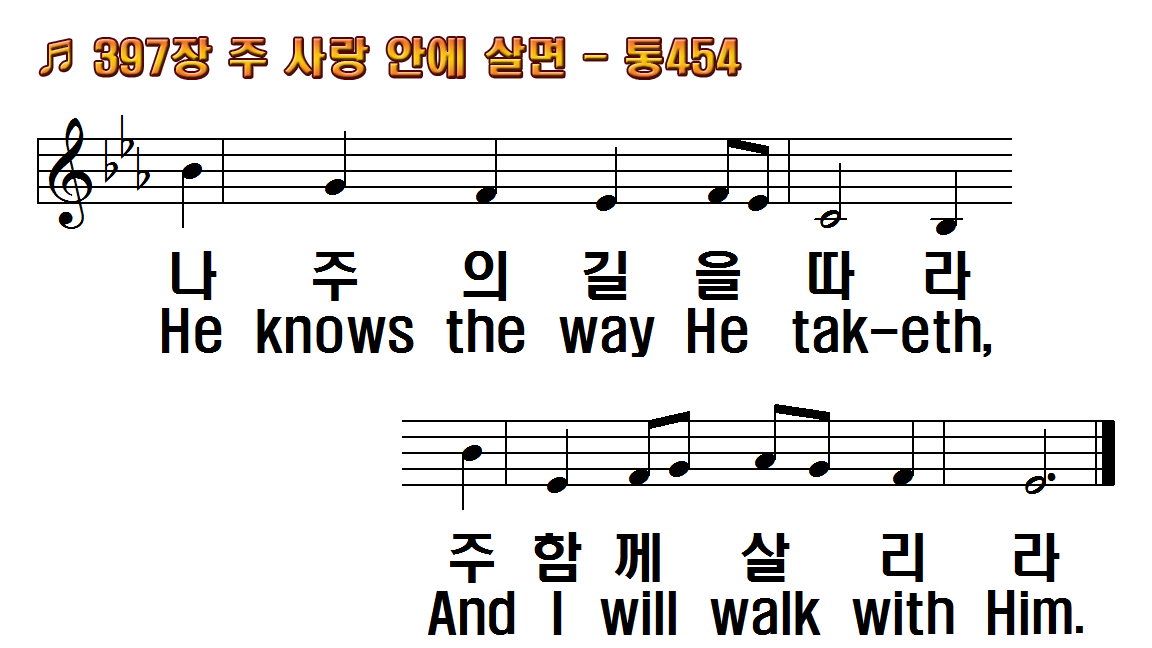 397장 주 사랑 안에 살면 - 통454
나 주 의 길 을 따 라
He knows the way He tak-eth,
주 함 께 살 리 라
And I will walk with Him.